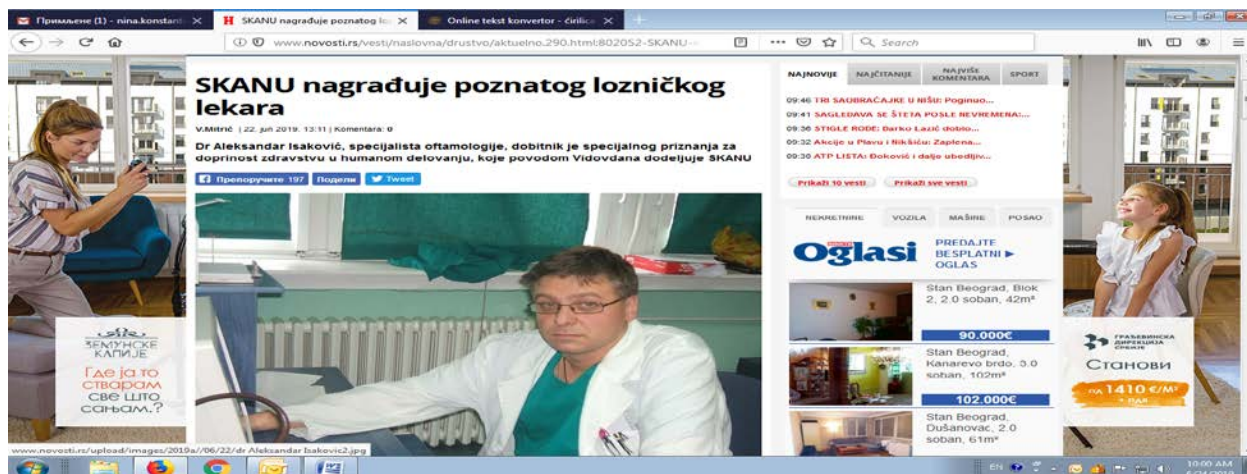 Примљене (1) - nina.konstant
SKANU nagrađuje poznatog lo
Online tekst konvertor - ćirilic
www.novosti.rs/vesti/naslovna/drustvo/aktuelno.290.html:802052-SKANU-
Search
SKANU nagrađuje poznatog lozničkog
lekara
V.Mitrić | 22. jun 2019. 13:11 | Komentara: 0
Dr Aleksandar Isaković, specijalista oftamologije, dobitnik je specijalnog priznanja za
doprinost zdravstvu u humanom delovanju, koje povodom Vidovdana dodeljuje SKANU
Препоручите 197 Подели Tweet
NAJNOVIJE NAJČITANIJE NAJVIŠE KOMENTARA SPORT
09:46 TRI SAOBRAĆAJKE U NIŠU: Poginuo...
09:41 SAGLEDAVA SE ŠTETA POSLE NEVREMENA:...
09:36 STIGLE RODE: Darko Lazić dobio...
09:32 Akcije u Plavu i Nikšiću: Zaplena...
09:30 ATP LISTA: Đoković i dalje ubedljiv...
Prikaži 10 vesti Prikaži sve vesti
NEKRETNINE VOZILA MAŠINE POSAO
Oglasi
PREDAJTE
BESPLATNI
OGLAS
Stan Beograd, Blok
2, 2.0 soban, 42m²
90.000€
Stan Beograd,
Kanarevo brdo, 3.0
soban, 102m²
102.000€
Stan Beograd,
Dušanovac, 2.0
soban, 61m²
ЗЕМУНСКЕ
КАПИЈЕ
Где ја то
стварам
све што
сањам.?
ГРАЂЕВИНСКА
ДИРЕКЦИЈА
СРБИЈЕ
Станови
од 1410 €/м²
+ ПДВ
www.novosti.rs/upload/images/2019a//06/22/dr Aleksandar Isakovic2.jpg
EN
10:00 AM